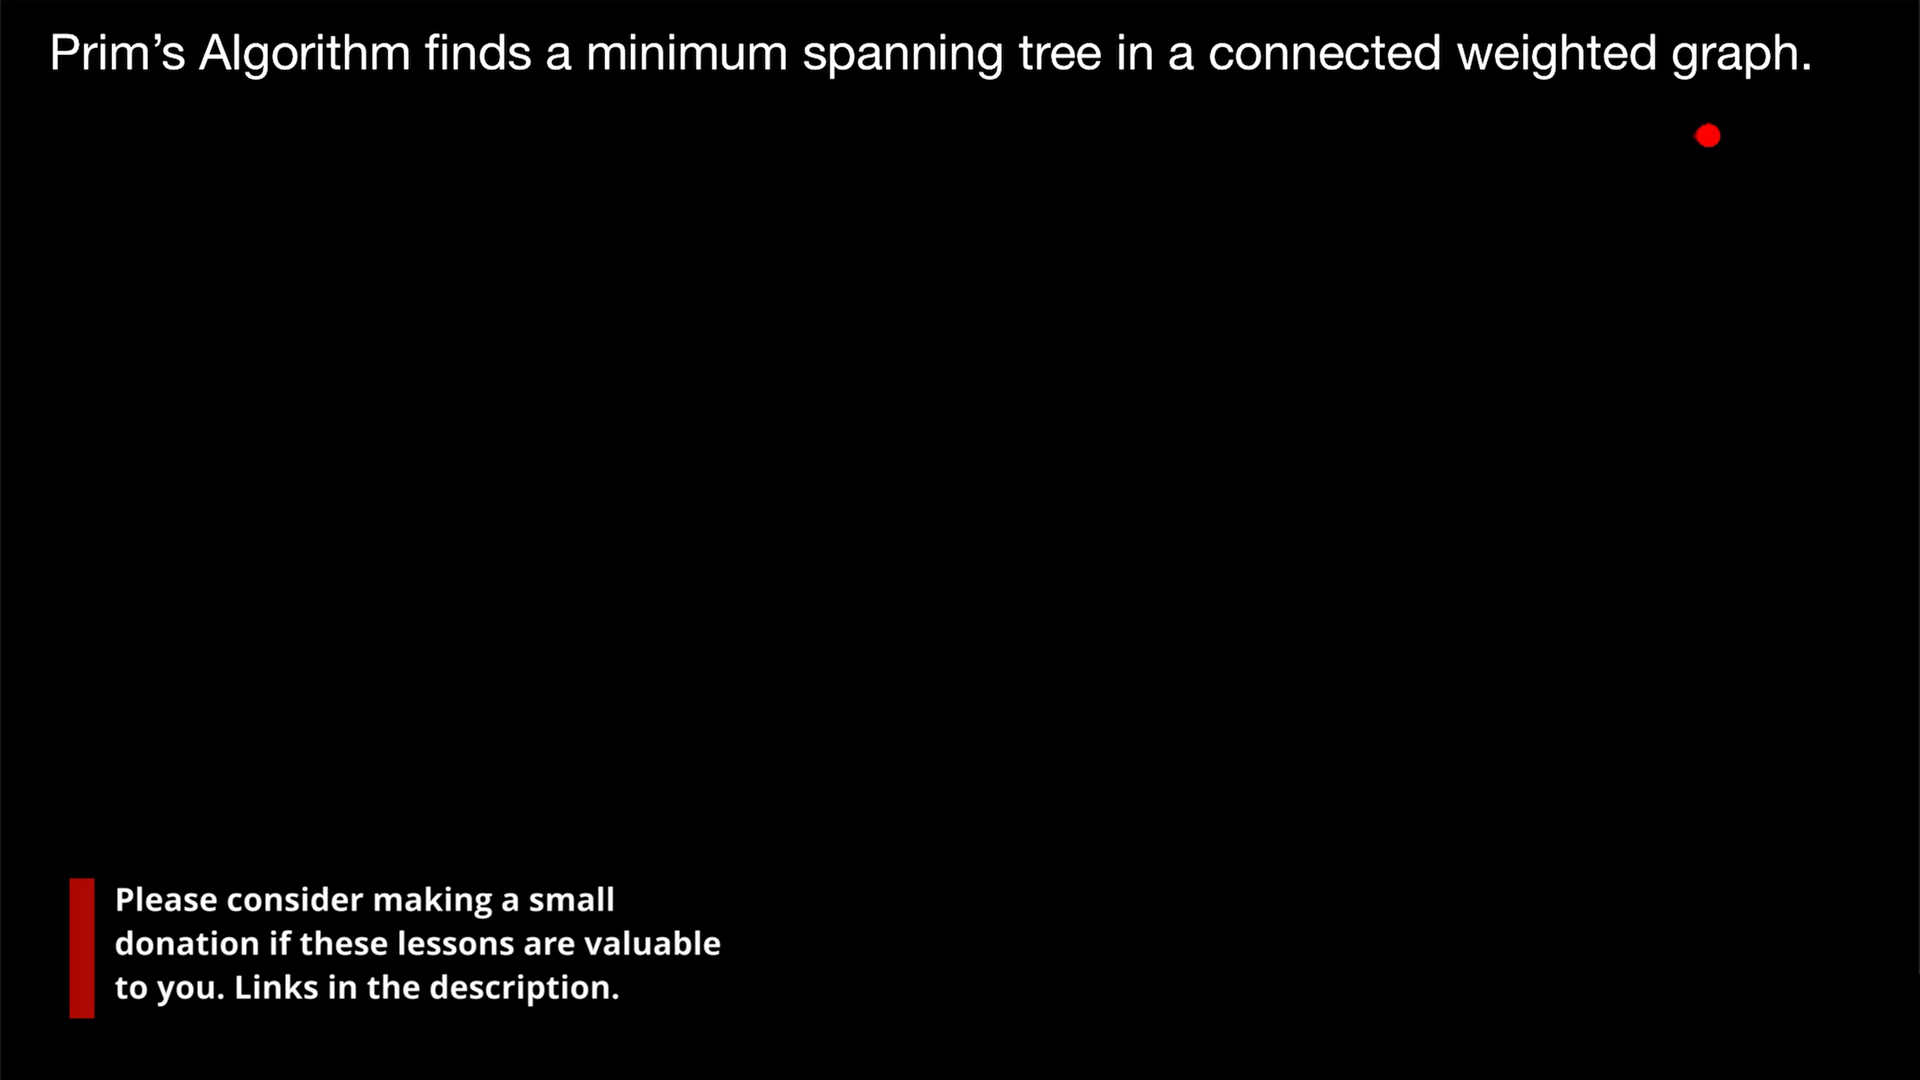 Prim’s Algorithm finds a minimum spanning tree in a connected weighted graph.
Please consider making a small
donation if these lessons are valuable
to you. Links in the description.